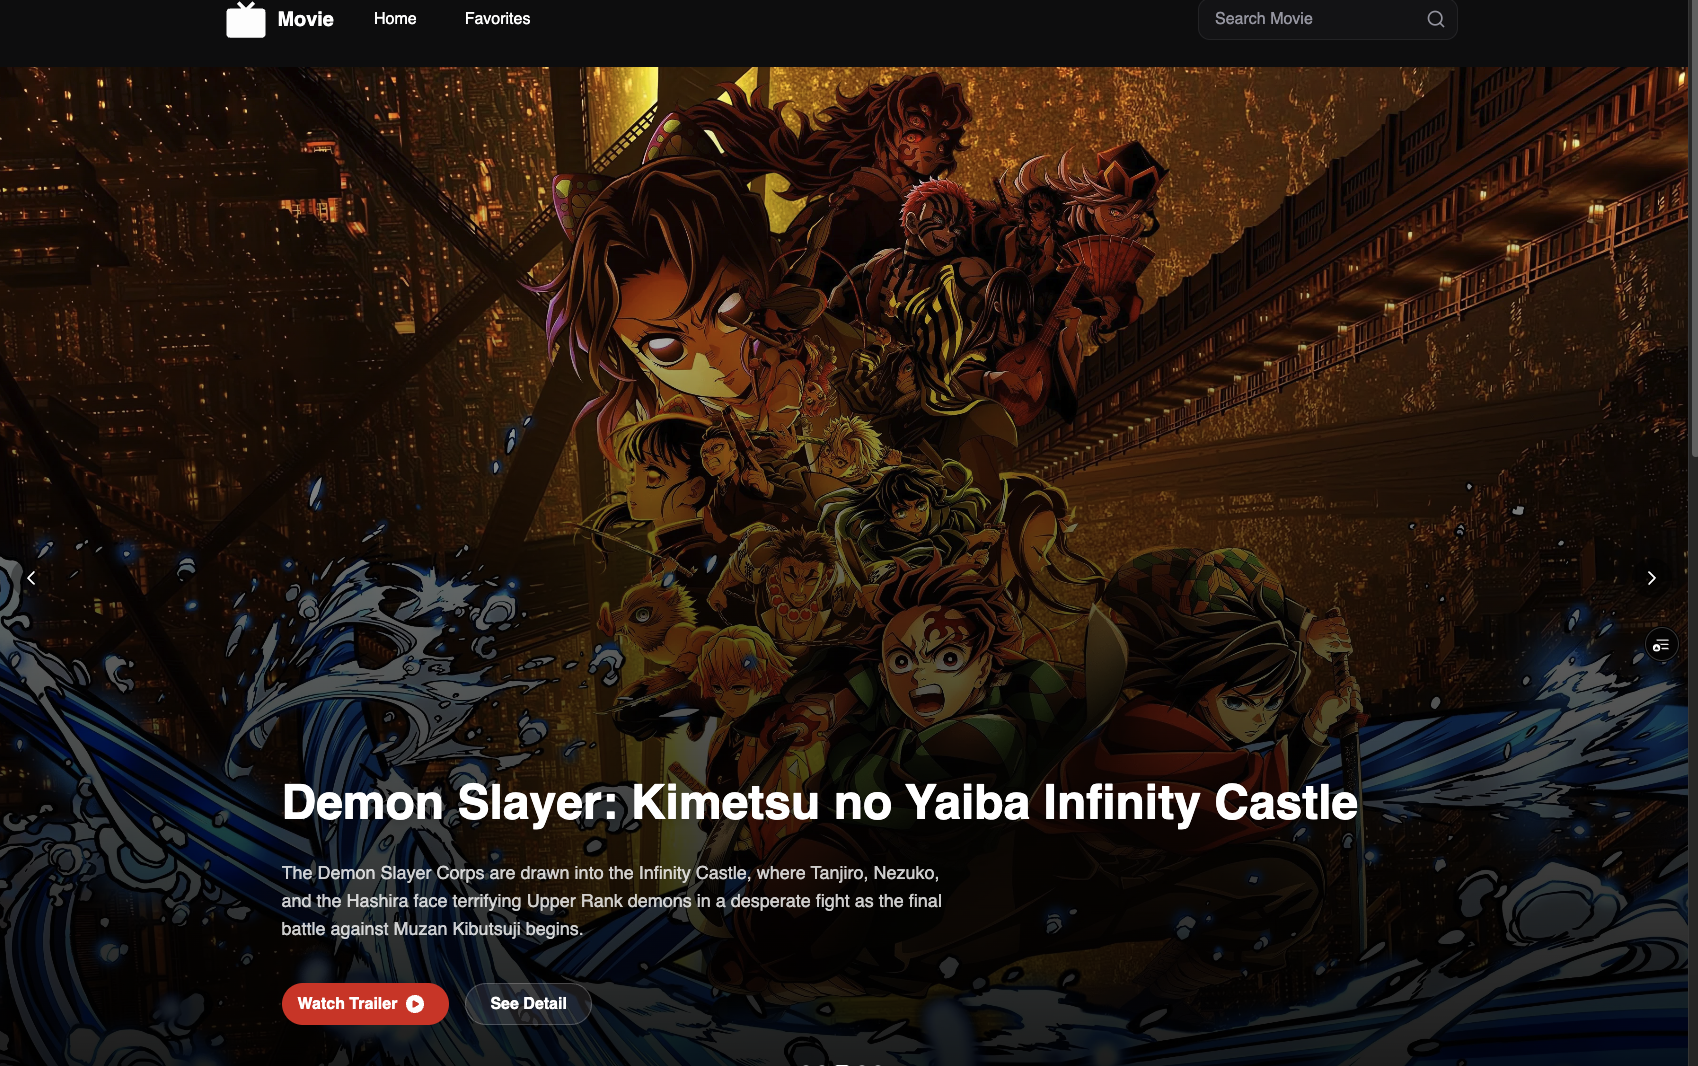 Movie
Home
Favorites
Search Movie
Demon Slayer: Kimetsu no Yaiba Infinity Castle
The Demon Slayer Corps are drawn into the Infinity Castle, where Tanjiro, Nezuko,
and the Hashira face terrifying Upper Rank demons in a desperate fight as the final
battle against Muzan Kibutsuji begins.
Watch Trailer
See Detail